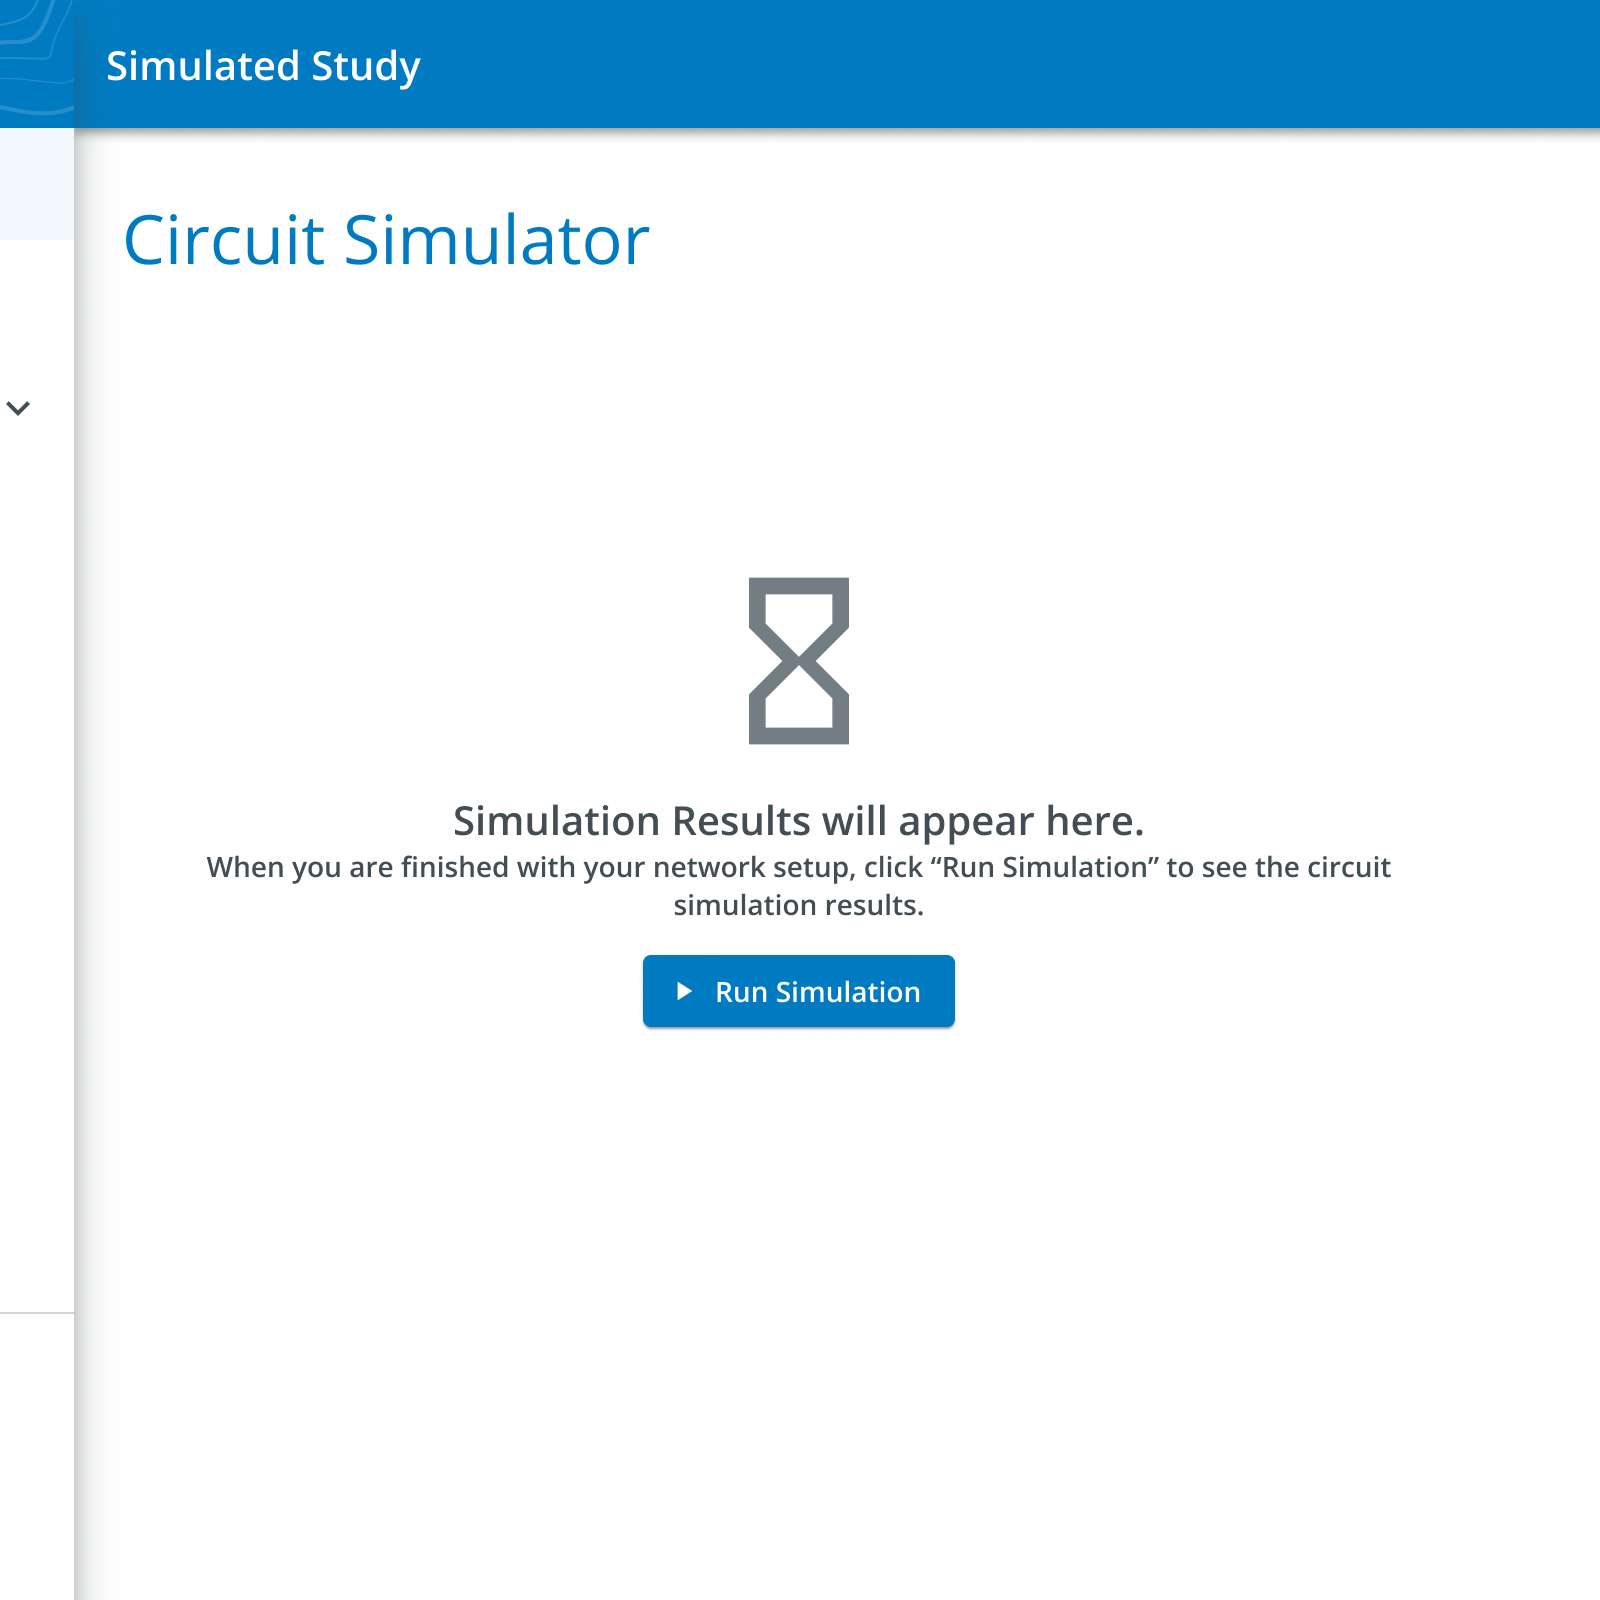 Simulated Study
Circuit Simulator
Simulation Results will appear here.
When you are finished with your network setup, click “Run Simulation” to see the circuit
simulation results.
Run Simulation